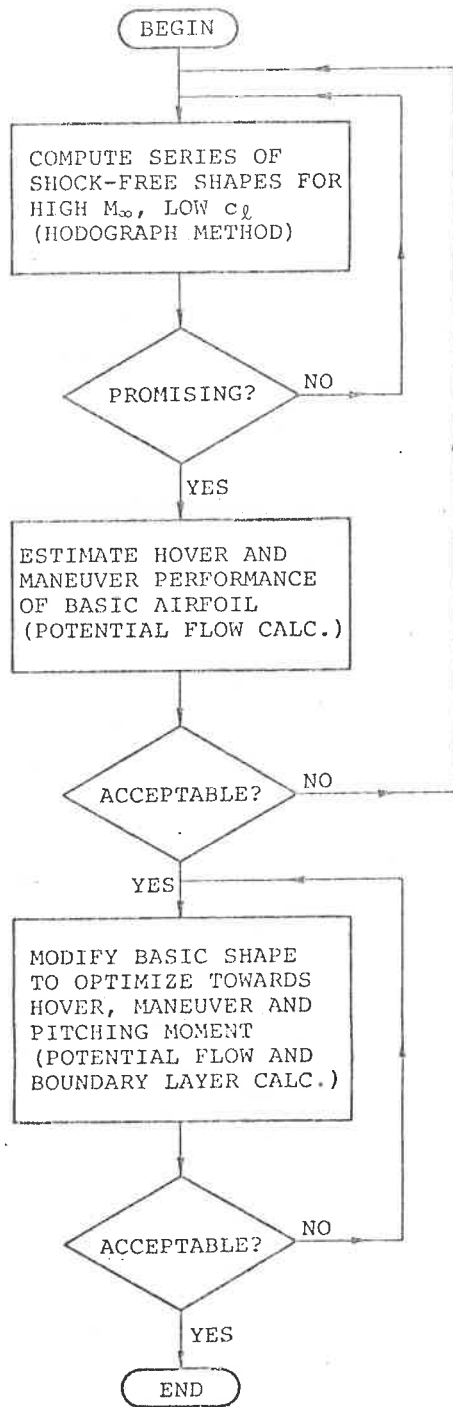 BEGIN
COMPUTE SERIES OF
SHOCK-FREE SHAPES FOR
HIGH M∞, LOW cℓ
(HODOGRAPH METHOD)
PROMISING?
NO
YES
ESTIMATE HOVER AND
MANEUVER PERFORMANCE
OF BASIC AIRFOIL
(POTENTIAL FLOW CALC.)
ACCEPTABLE?
NO
YES
MODIFY BASIC SHAPE
TO OPTIMIZE TOWARDS
HOVER, MANEUVER AND
PITCHING MOMENT
(POTENTIAL FLOW AND
BOUNDARY LAYER CALC.)
ACCEPTABLE?
NO
YES
END